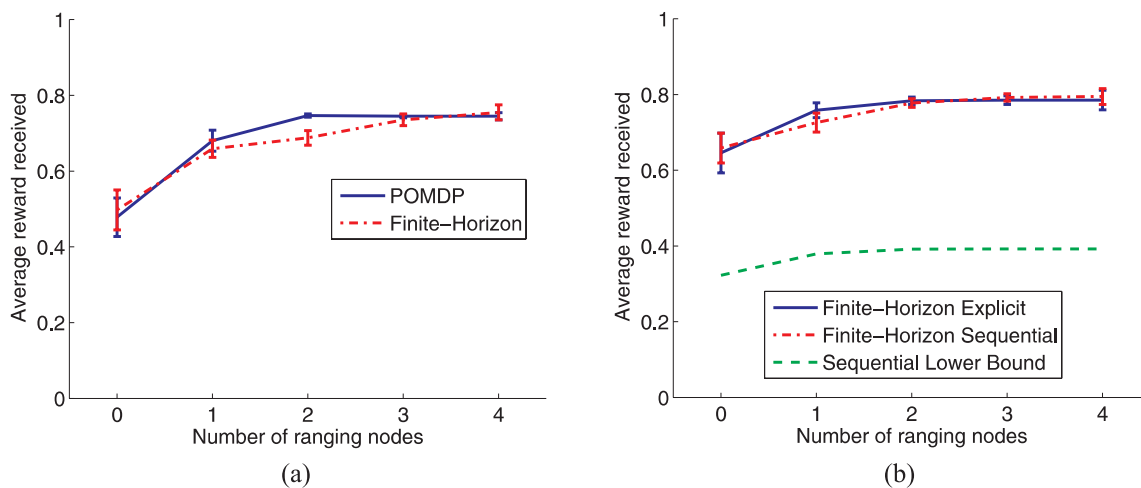 1
0.8
0.6
0.4
0.2
0
Average reward received
POMDP
Finite−Horizon
0 1 2 3 4
Number of ranging nodes
(a)
1
0.8
0.6
0.4
0.2
0
Average reward received
Finite−Horizon Explicit
Finite−Horizon Sequential
Sequential Lower Bound
0 1 2 3 4
Number of ranging nodes
(b)